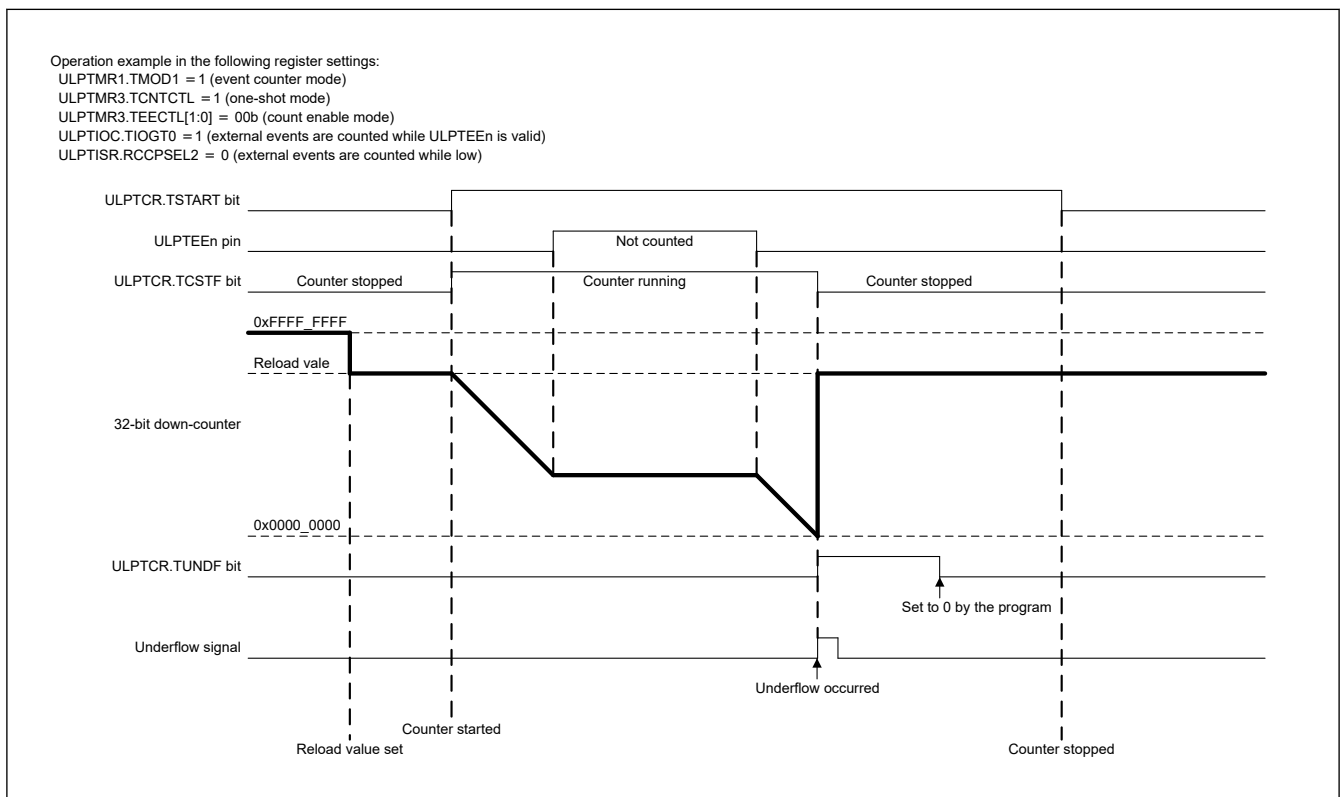 Operation example in the following register settings:
ULPTMR1.TMOD1 = 1 (event counter mode)
ULPTMR3.TCNTCTL = 1 (one-shot mode)
ULPTMR3.TEECTL[1:0] = 00b (count enable mode)
ULPTIOC.TIOGT0 = 1 (external events are counted while ULPTEEn is valid)
ULPTISR.RCCPSEL2 = 0 (external events are counted while low)
ULPTCR.TSTART bit
ULPTEEn pin
Not counted
ULPTCR.TCSTF bit
Counter stopped
Counter running
Counter stopped
0xFFFF_FFFF
Reload vale
32-bit down-counter
0x0000_0000
ULPTCR.TUNDF bit
Set to 0 by the program
Underflow signal
Underflow occurred
Counter started
Reload value set
Counter stopped